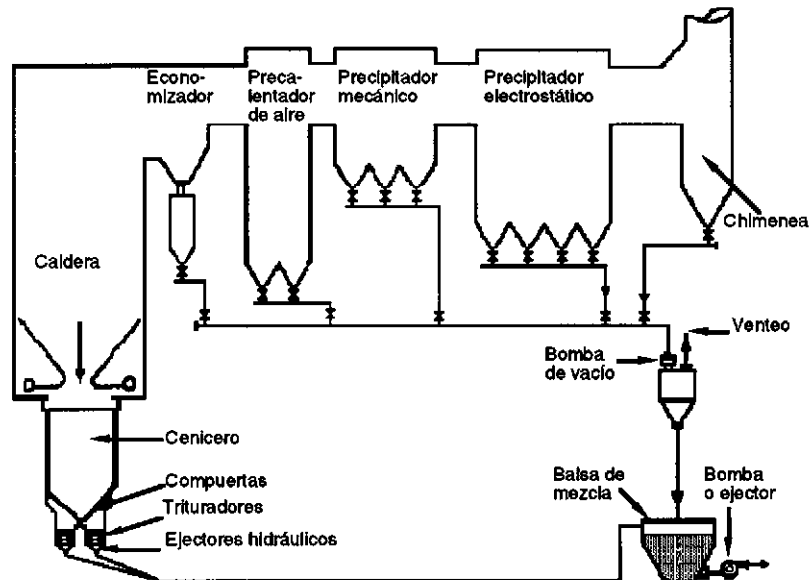 Econo-
mizador
Preca-
lentador
de aire
Precipitador
mecánico
Precipitador
electrostático
Chimenea
Caldera
Venteo
Bomba
de vacío
Cenicero
Compuertas
Trituradores
Ejectores hidráulicos
Balsa de
mezcla
Bomba
o ejector